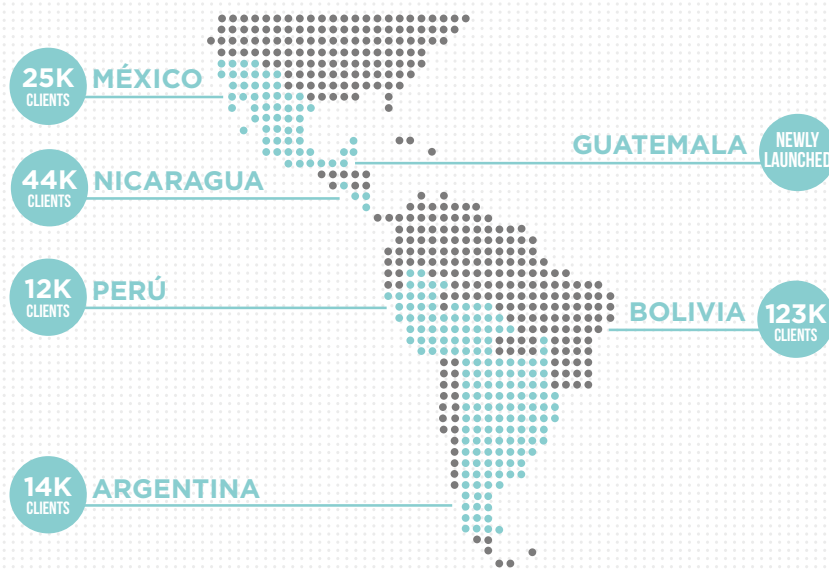 25K
CLIENTS
MÉXICO
GUATEMALA
NEWLY
LAUNCHED
44K
CLIENTS
NICARAGUA
12K
CLIENTS
PERÚ
BOLIVIA
123K
CLIENTS
14K
CLIENTS
ARGENTINA